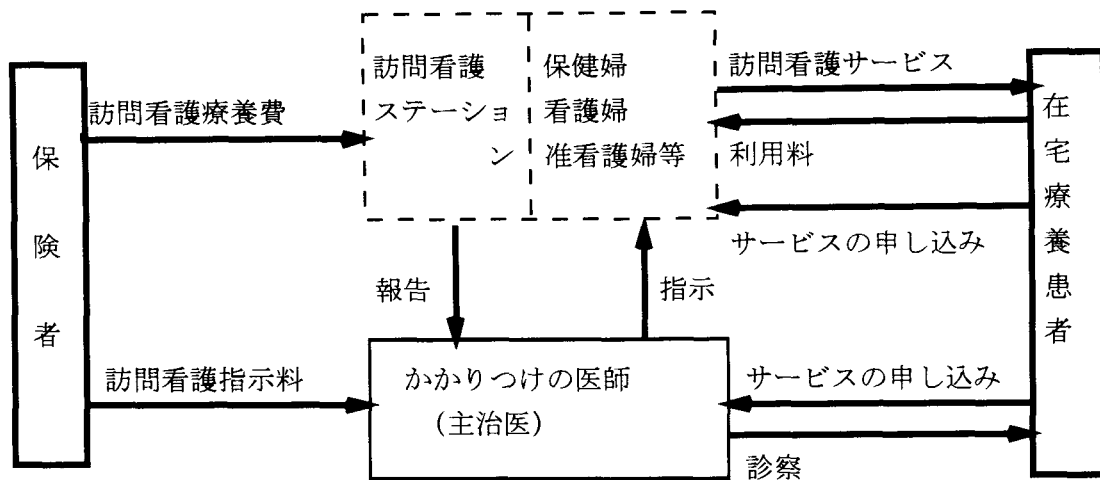 保険者
訪問看護療養費
訪問看護指示料
訪問看護
ステーショ
ン
保健婦
看護婦
准看護婦等
訪問看護サービス
利用料
サービスの申し込み
報告
指示
かかりつけの医師
(主治医)
サービスの申し込み
診察
在宅療養患者